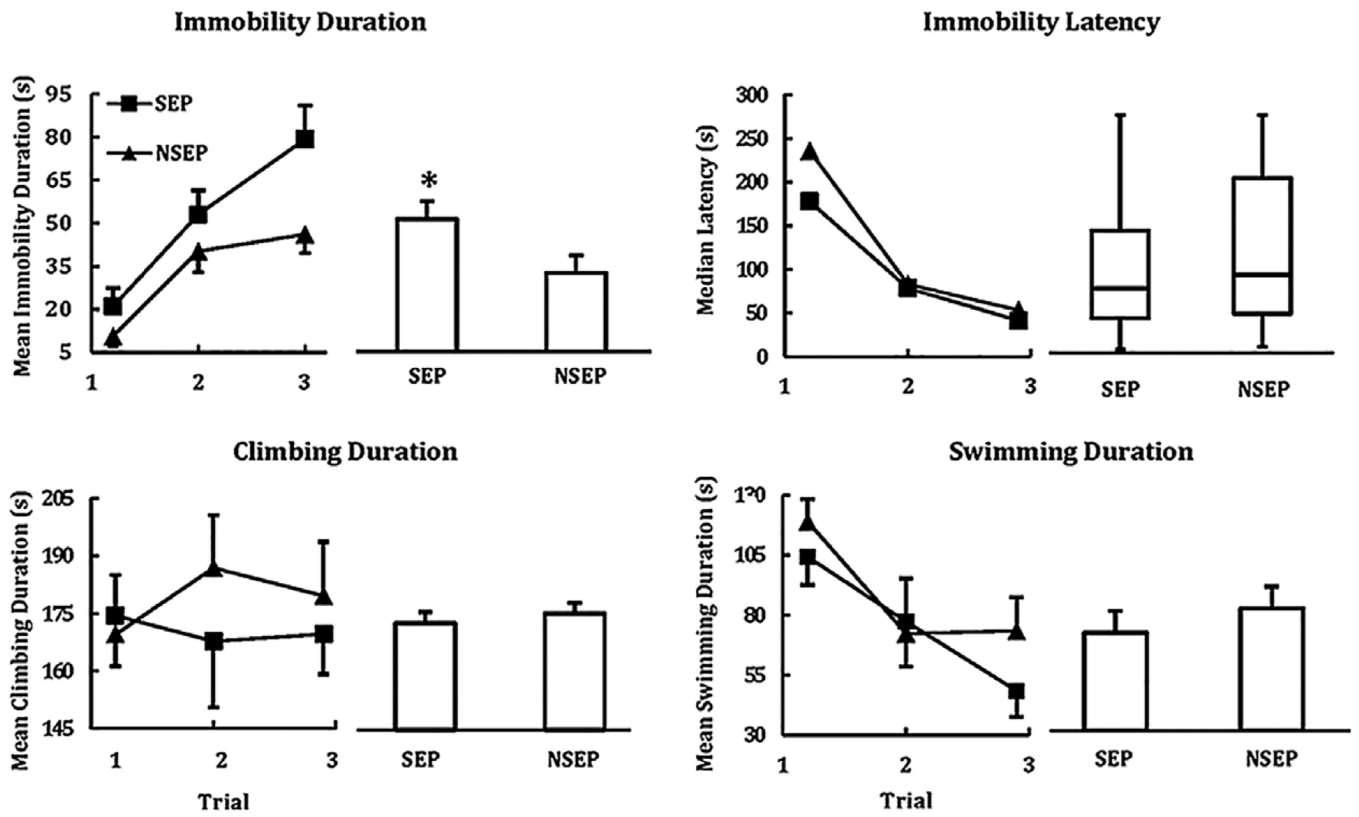 Immobility Duration
Mean Immobility Duration (s)
95
80
65
50
35
20
5
SEP
NSEP
*
1 2 3
SEP NSEP
Immobility Latency
Median Latency (s)
300
250
200
150
100
50
0
1 2 3
SEP NSEP
Climbing Duration
Mean Climbing Duration (s)
205
190
175
160
145
1 2 3
SEP NSEP
Trial
Swimming Duration
Mean Swimming Duration (s)
130
105
80
55
30
1 2 3
SEP NSEP
Trial